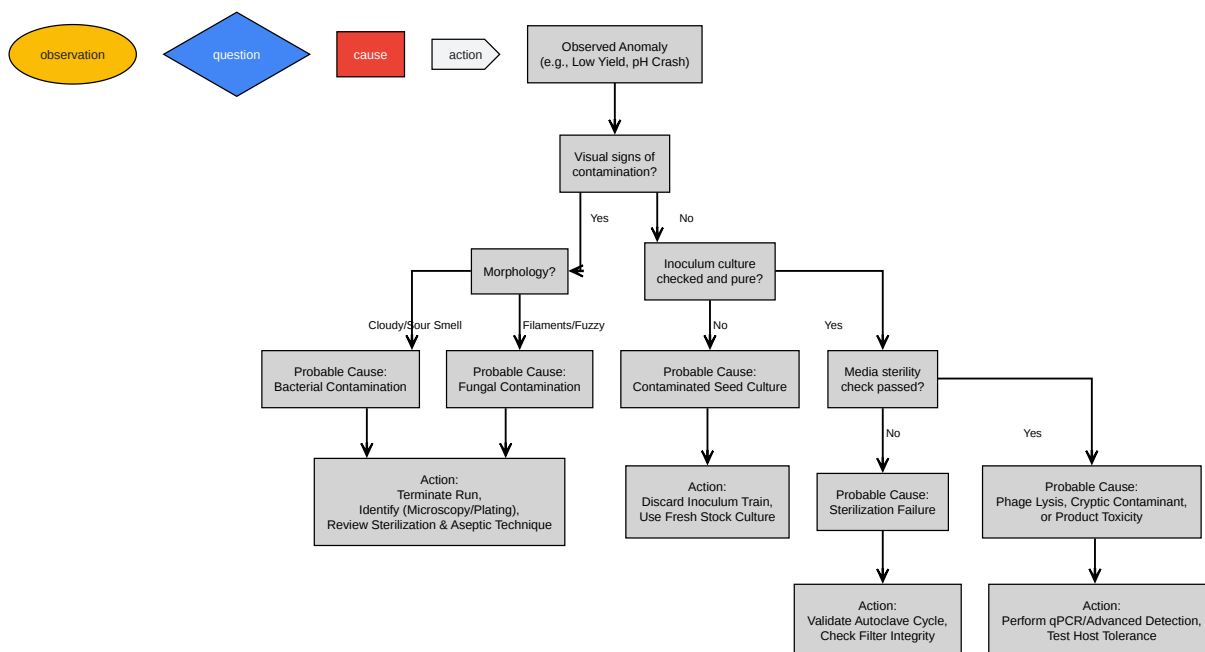 observation
question
cause
action
Observed Anomaly
(e.g., Low Yield, pH Crash)
Visual signs of
contamination?
Yes
No
Morphology?
Inoculum culture
checked and pure?
Cloudy/Sour Smell
Filaments/Fuzzy
No
Yes
Probable Cause:
Bacterial Contamination
Probable Cause:
Fungal Contamination
Probable Cause:
Contaminated Seed Culture
Media sterility
check passed?
No
Yes
Action:
Terminate Run,
Identify (Microscopy/Plating),
Review Sterilization & Aseptic Technique
Action:
Discard Inoculum Train,
Use Fresh Stock Culture
Probable Cause:
Sterilization Failure
Probable Cause:
Phage Lysis, Cryptic Contaminant,
or Product Toxicity
Action:
Validate Autoclave Cycle,
Check Filter Integrity
Action:
Perform qPCR/Advanced Detection,
Test Host Tolerance